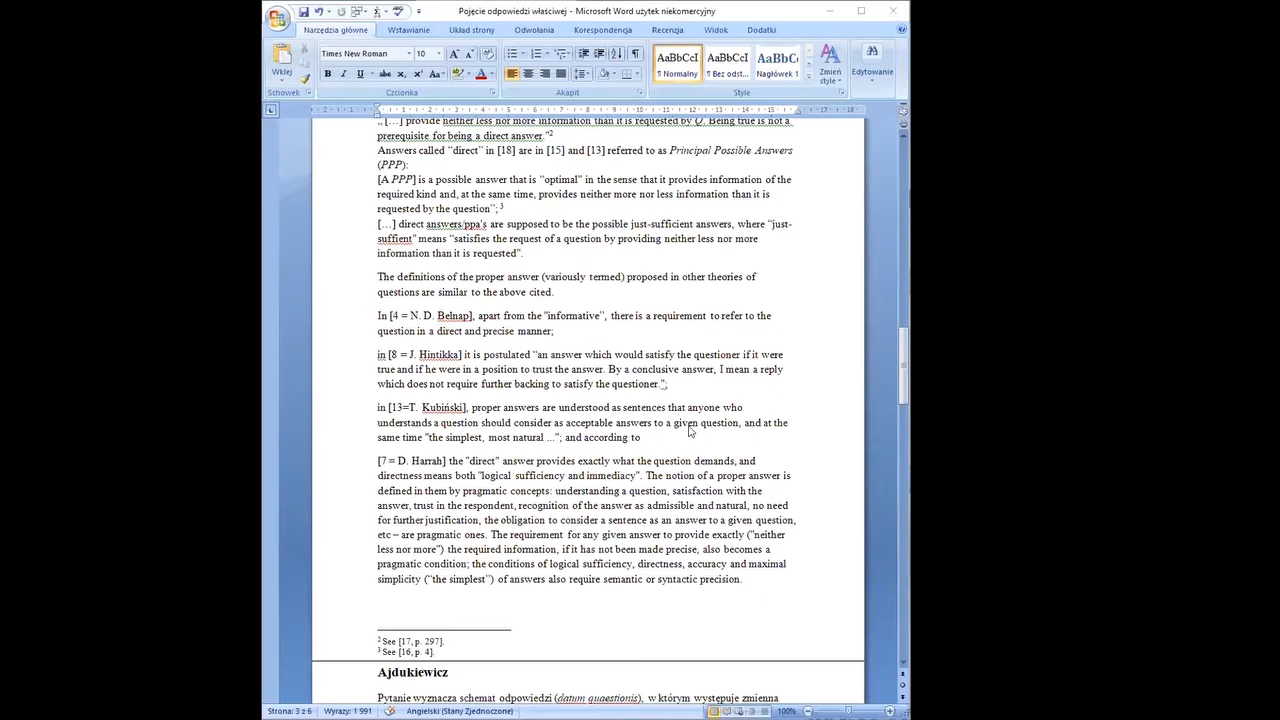 Pojęcie odpowiedzi właściwej - Microsoft Word użytek niekomercyjny
Narzędzia główne Wstawianie Układ strony Odwołania Korespondencja Recenzja Widok Dodatki
Wklej
Times New Roman 10
AaBbCcI AaBbCcI AaBbC
¶ Normalny ¶ Bez odst... Nagłówek 1
Zmień style
Edytowanie
Schowek Czcionka Akapit Style
2 1 1 2 3 4 5 6 7 8 9 10 11 12 13 14 15 17 18
„ […] provide neither less nor more information than it is requested by Q. Being true is not a
prerequisite for being a direct answer.”2
Answers called “direct” in [18] are in [15] and [13] referred to as Principal Possible Answers
(PPP):
[A PPP] is a possible answer that is “optimal” in the sense that it provides information of the
required kind and, at the same time, provides neither more nor less information than it is
requested by the question”; 3
[…] direct answers/ppa's are supposed to be the possible just-sufficient answers, where “just-
suffient” means “satisfies the request of a question by providing neither less nor more
information than it is requested”.
The definitions of the proper answer (variously termed) proposed in other theories of
questions are similar to the above cited.
In [4 = N. D. Belnap], apart from the "informative”, there is a requirement to refer to the
question in a direct and precise manner;
in [8 = J. Hintikka] it is postulated “an answer which would satisfy the questioner if it were
true and if he were in a position to trust the answer. By a conclusive answer, I mean a reply
which does not require further backing to satisfy the questioner.”;
in [13=T. Kubiński], proper answers are understood as sentences that anyone who
understands a question should consider as acceptable answers to a given question, and at the
same time "the simplest, most natural ..."; and according to
[7 = D. Harrah] the "direct" answer provides exactly what the question demands, and
directness means both "logical sufficiency and immediacy". The notion of a proper answer is
defined in them by pragmatic concepts: understanding a question, satisfaction with the
answer, trust in the respondent, recognition of the answer as admissible and natural, no need
for further justification, the obligation to consider a sentence as an answer to a given question,
etc – are pragmatic ones. The requirement for any given answer to provide exactly ("neither
less nor more”) the required information, if it has not been made precise, also becomes a
pragmatic condition; the conditions of logical sufficiency, directness, accuracy and maximal
simplicity (“the simplest”) of answers also require semantic or syntactic precision.
2 See [17, p. 297].
3 See [16, p. 4].
Ajdukiewicz
Pytanie wyznacza schemat odpowiedzi (datum quaestionis), w którym występuje zmienna
Strona: 3 z 6 Wyrazy: 1 991 Angielski (Stany Zjednoczone) 100%